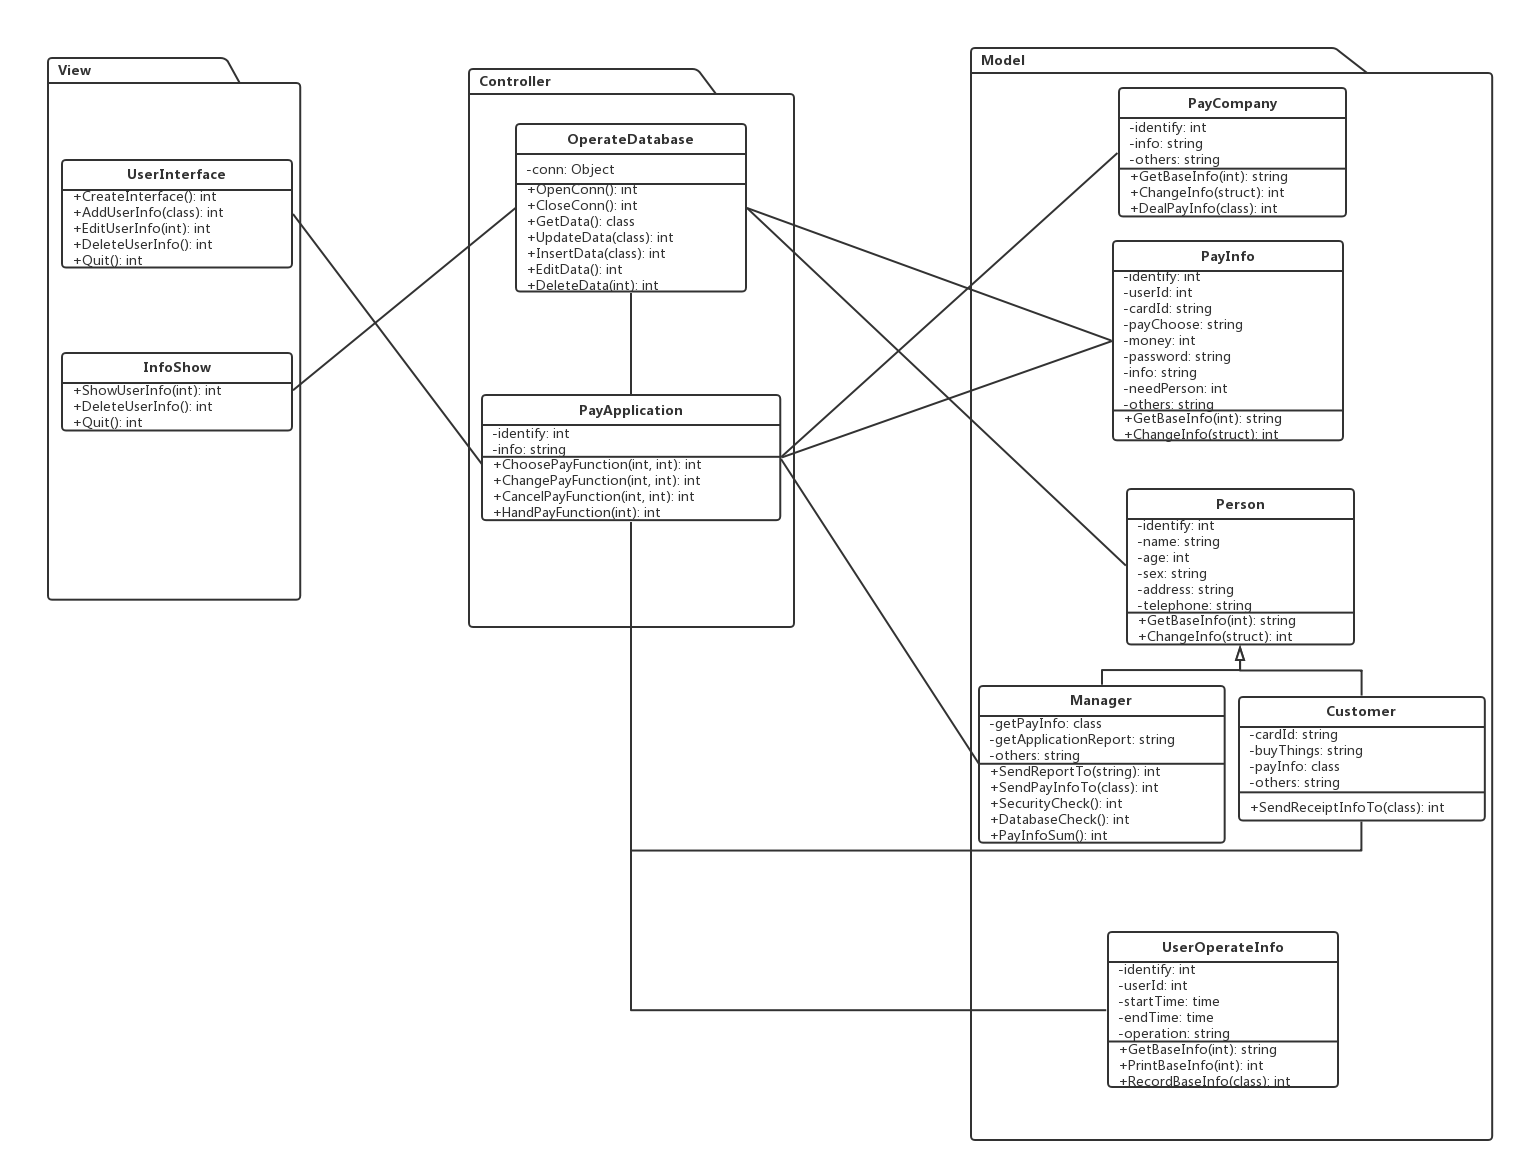 View
UserInterface
+CreateInterface(): int
+AddUserInfo(class): int
+EditUserInfo(int): int
+DeleteUserInfo(): int
+Quit(): int
InfoShow
+ShowUserInfo(int): int
+DeleteUserInfo(): int
+Quit(): int
Controller
OperateDatabase
-conn: Object
+OpenConn(): int
+CloseConn(): int
+GetData(): class
+UpdateData(class): int
+InsertData(class): int
+EditData(): int
+DeleteData(int): int
PayApplication
-identify: int
-info: string
+ChoosePayFunction(int, int): int
+ChangePayFunction(int, int): int
+CancelPayFunction(int, int): int
+HandPayFunction(int): int
Model
PayCompany
-identify: int
-info: string
-others: string
+GetBaseInfo(int): string
+ChangeInfo(struct): int
+DealPayInfo(class): int
PayInfo
-identify: int
-userId: int
-cardId: string
-payChoose: string
-money: int
-password: string
-info: string
-needPerson: int
-others: string
+GetBaseInfo(int): string
+ChangeInfo(struct): int
Person
-identify: int
-name: string
-age: int
-sex: string
-address: string
-telephone: string
+GetBaseInfo(int): string
+ChangeInfo(struct): int
Manager
-getPayInfo: class
-getApplicationReport: string
-others: string
+SendReportTo(string): int
+SendPayInfoTo(class): int
+SecurityCheck(): int
+DatabaseCheck(): int
+PayInfoSum(): int
Customer
-cardId: string
-buyThings: string
-payInfo: class
-others: string
+SendReceiptInfoTo(class): int
UserOperateInfo
-identify: int
-userId: int
-startTime: time
-endTime: time
-operation: string
+GetBaseInfo(int): string
+PrintBaseInfo(int): int
+RecordBaseInfo(class): int